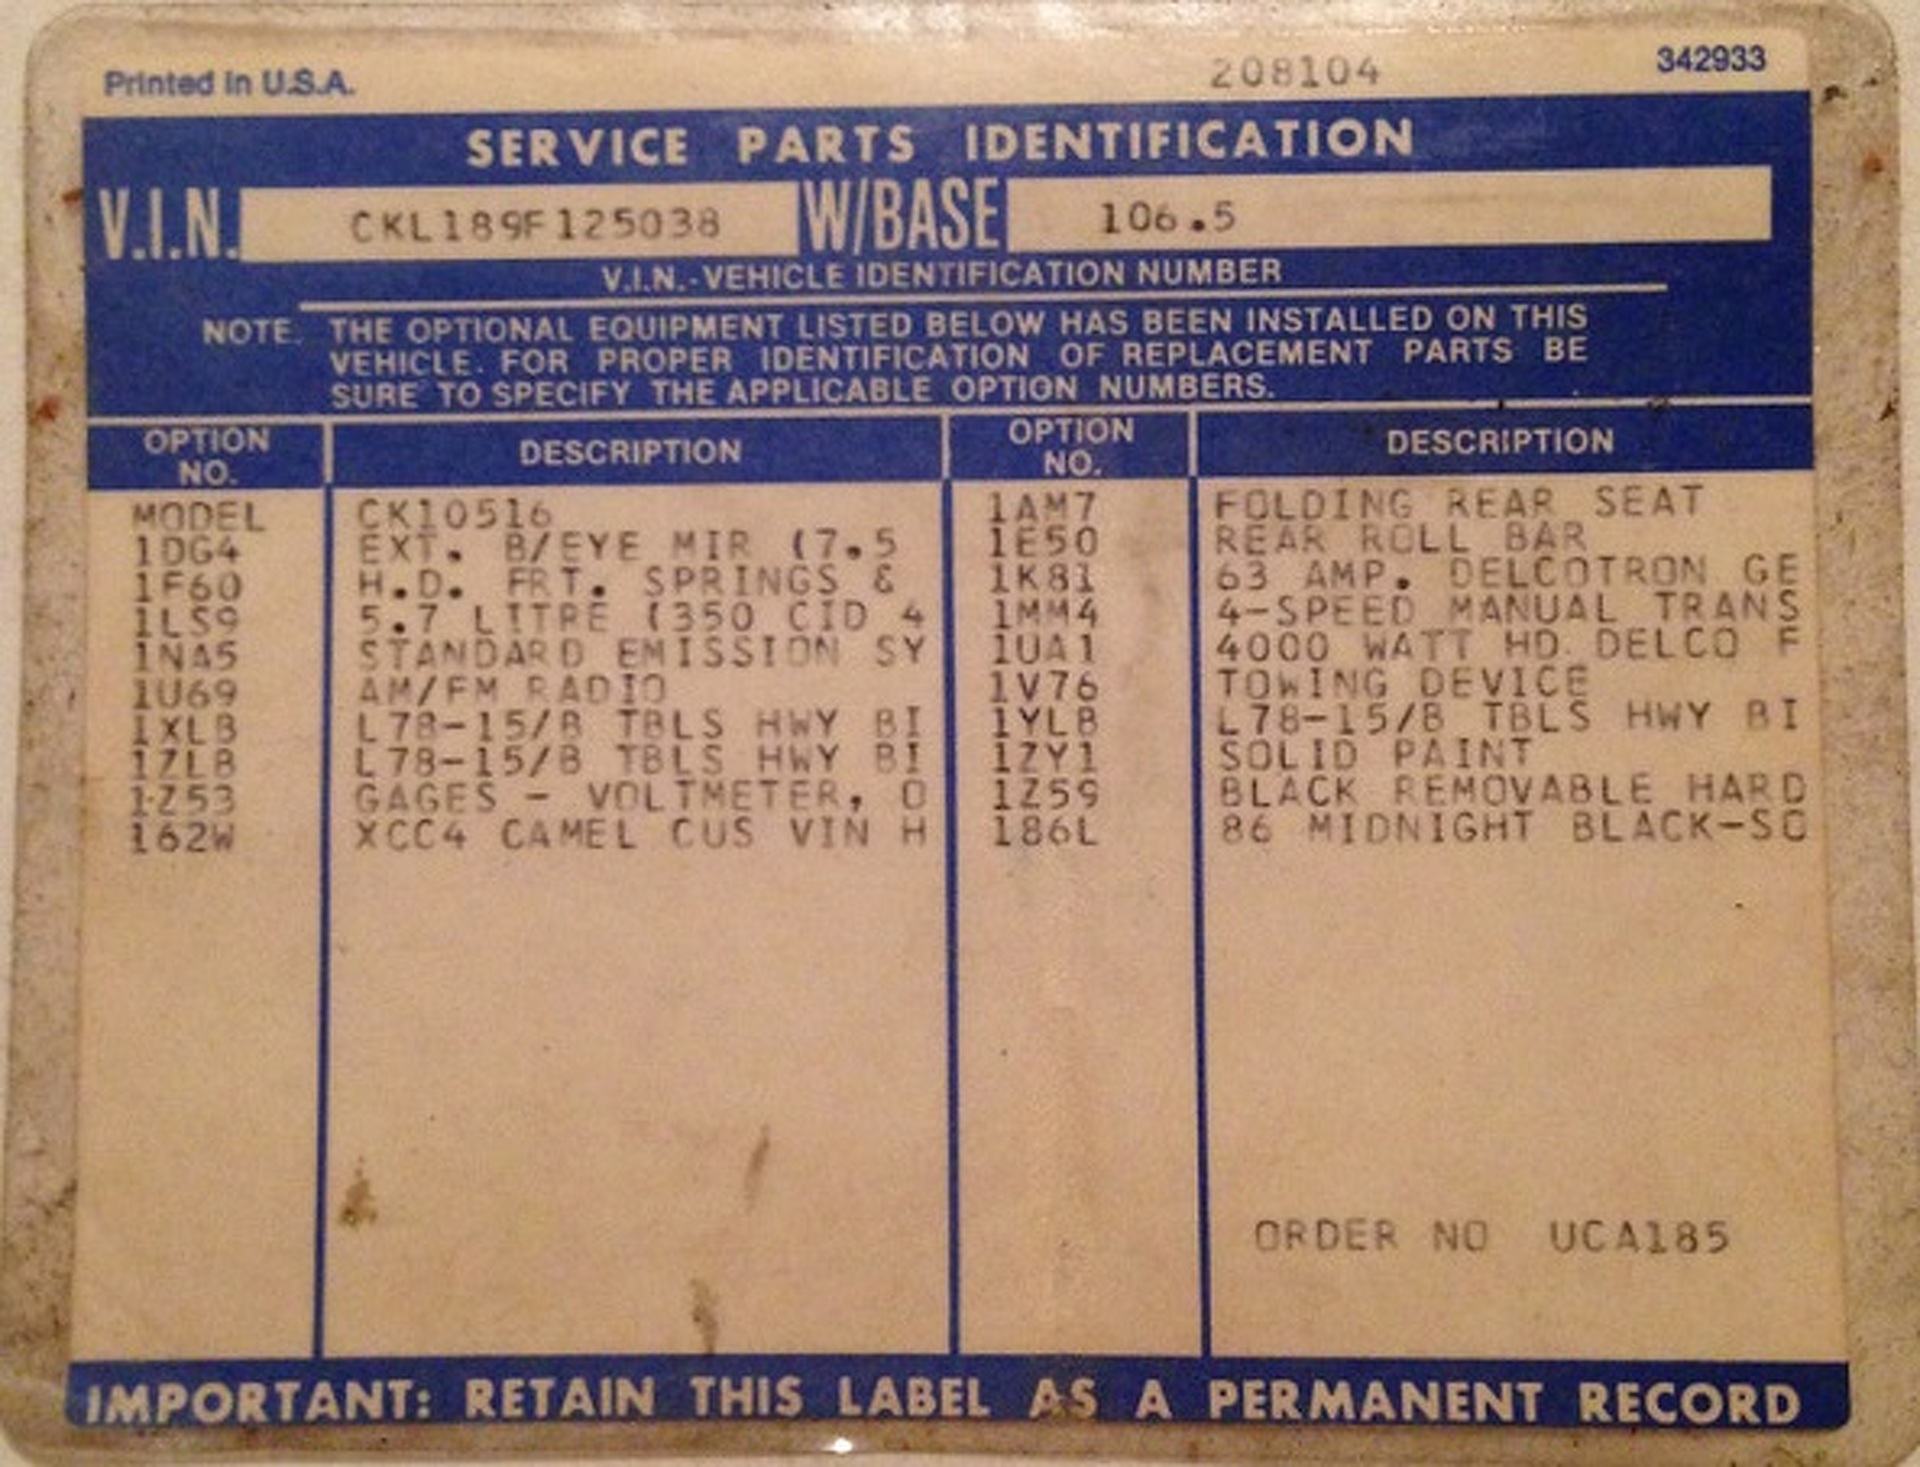 Printed in U.S.A. 208104 342933
SERVICE PARTS IDENTIFICATION
V.I.N. CKL189F125038 W/BASE 106.5
V.I.N.-VEHICLE IDENTIFICATION NUMBER
NOTE. THE OPTIONAL EQUIPMENT LISTED BELOW HAS BEEN INSTALLED ON THIS
VEHICLE. FOR PROPER IDENTIFICATION OF REPLACEMENT PARTS BE
SURE TO SPECIFY THE APPLICABLE OPTION NUMBERS.
OPTION NO. DESCRIPTION OPTION NO. DESCRIPTION
MODEL CK10516 1AM7 FOLDING REAR SEAT
1DG4 EXT. B/EYE MIR (7.5 1E50 REAR ROLL BAR
1F60 H.D. FRT. SPRINGS & 1K81 63 AMP. DELCOTRON GE
1LS9 5.7 LITRE (350 CID 4 1MM4 4-SPEED MANUAL TRANS
1NA5 STANDARD EMISSION SY 1UA1 4000 WATT HD. DELCO F
1U69 AM/FM RADIO 1V76 TOWING DEVICE
1XLB L78-15/B TBLS HWY BI 1YLB L78-15/B TBLS HWY BI
1ZLB L78-15/B TBLS HWY BI 1ZY1 SOLID PAINT
1Z53 GAGES - VOLTMETER, O 1Z59 BLACK REMOVABLE HARD
162W XCC4 CAMEL CUS VIN H 186L 86 MIDNIGHT BLACK-SO
ORDER NO UCA185
IMPORTANT: RETAIN THIS LABEL AS A PERMANENT RECORD